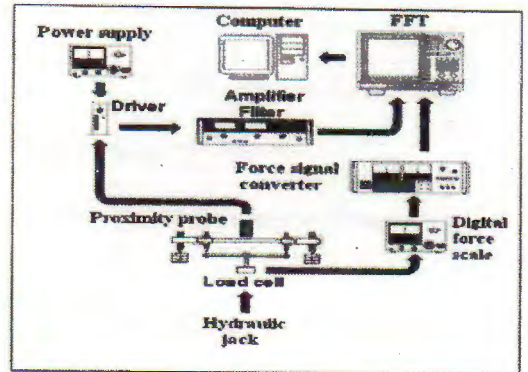 Computer
FFT
Power supply
Driver
Amplifier
Filter
Force signal
converter
Proximity probe
Digital
force
scale
Load cell
Hydraulic
jack